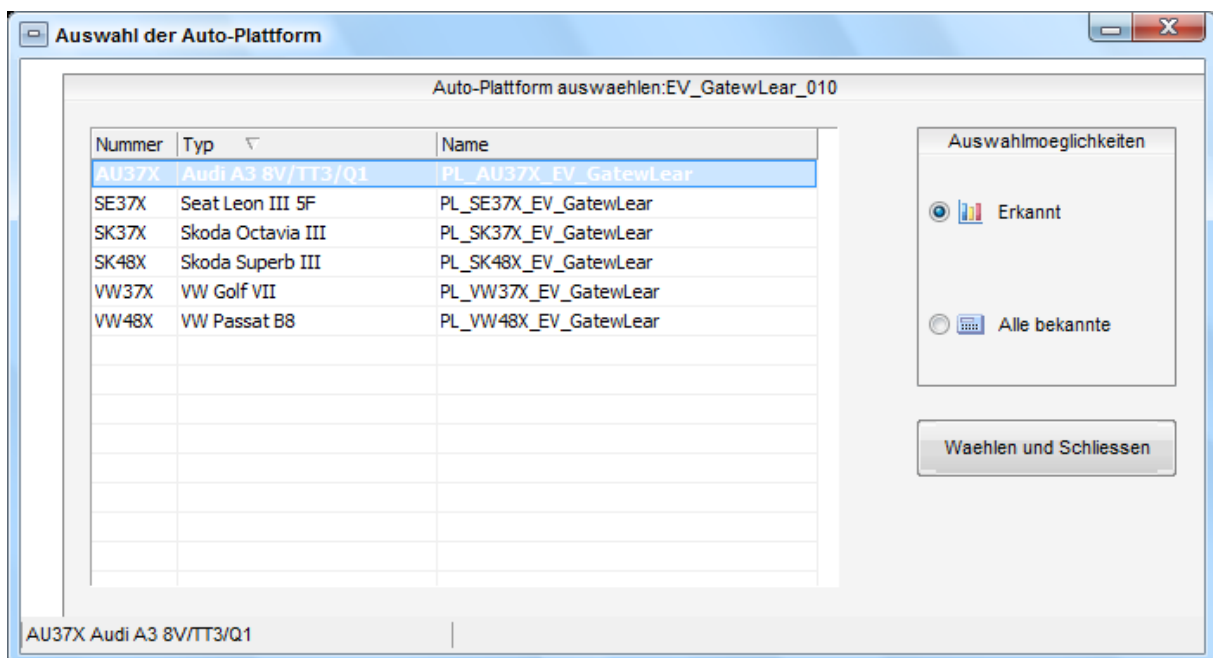 Auswahl der Auto-Plattform
Auto-Plattform auswaehlen:EV_GatewLear_010
Nummer Typ Name
AU37X Audi A3 8V/TT3/Q1 PL_AU37X_EV_GatewLear
SE37X Seat Leon III 5F PL_SE37X_EV_GatewLear
SK37X Skoda Octavia III PL_SK37X_EV_GatewLear
SK48X Skoda Superb III PL_SK48X_EV_GatewLear
VW37X VW Golf VII PL_VW37X_EV_GatewLear
VW48X VW Passat B8 PL_VW48X_EV_GatewLear
Auswahlmoeglichkeiten
Erkannt
Alle bekannte
Waehlen und Schliessen
AU37X Audi A3 8V/TT3/Q1